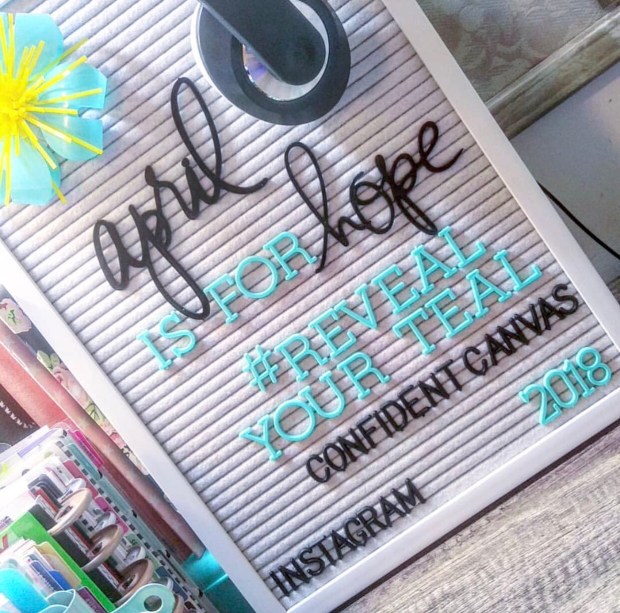 april
IS FOR hope
#REVEAL
YOUR TEAL
CONFIDENT CANVAS
2018
INSTAGRAM